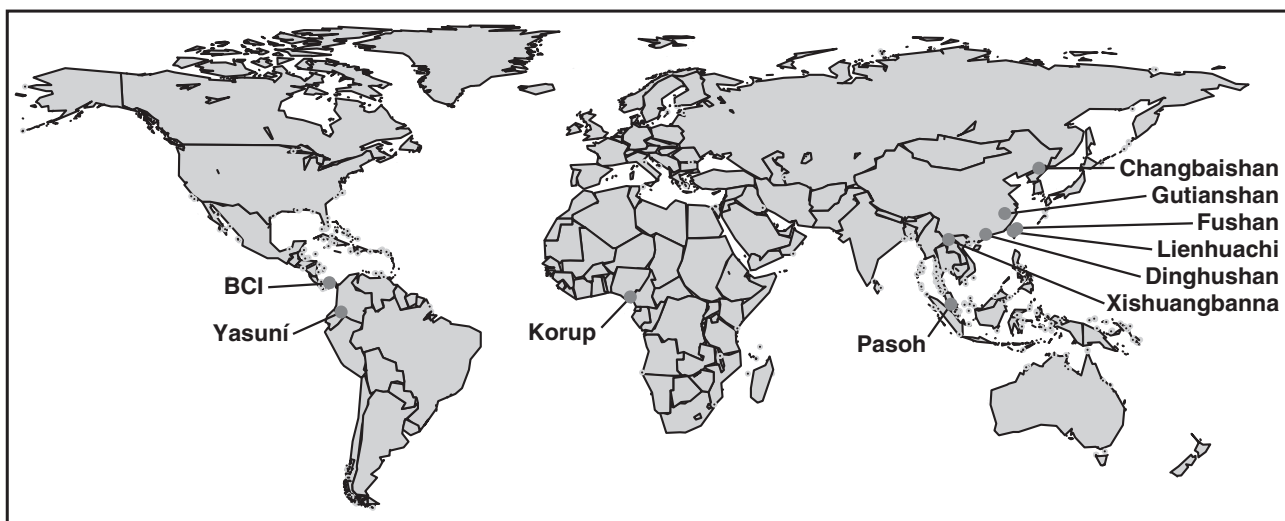 Changbaishan
Gutianshan
Fushan
Lienhuachi
Dinghushan
Xishuangbanna
BCI
Yasuní
Korup
Pasoh